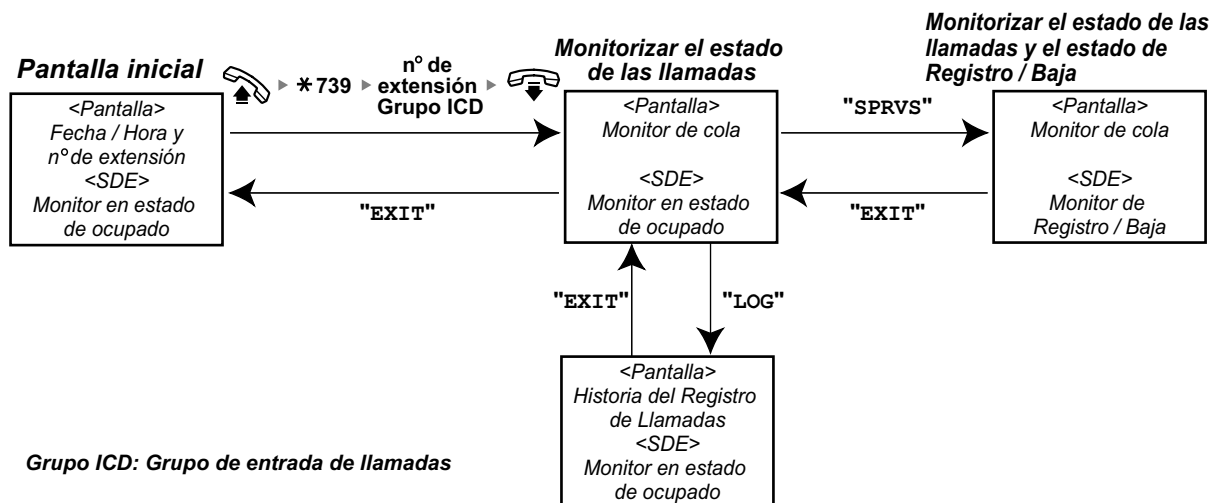 Pantalla inicial
<Pantalla>
Fecha / Hora y
nº de extensión
<SDE>
Monitor en estado
de ocupado
*739
nº de
extensión
Grupo ICD
"EXIT"
Monitorizar el estado
de las llamadas
<Pantalla>
Monitor de cola
<SDE>
Monitor en estado
de ocupado
"SPRVS"
"EXIT"
Monitorizar el estado de las
llamadas y el estado de
Registro / Baja
<Pantalla>
Monitor de cola
<SDE>
Monitor de
Registro / Baja
"EXIT"
"LOG"
<Pantalla>
Historia del Registro
de Llamadas
<SDE>
Monitor en estado
de ocupado
Grupo ICD: Grupo de entrada de llamadas